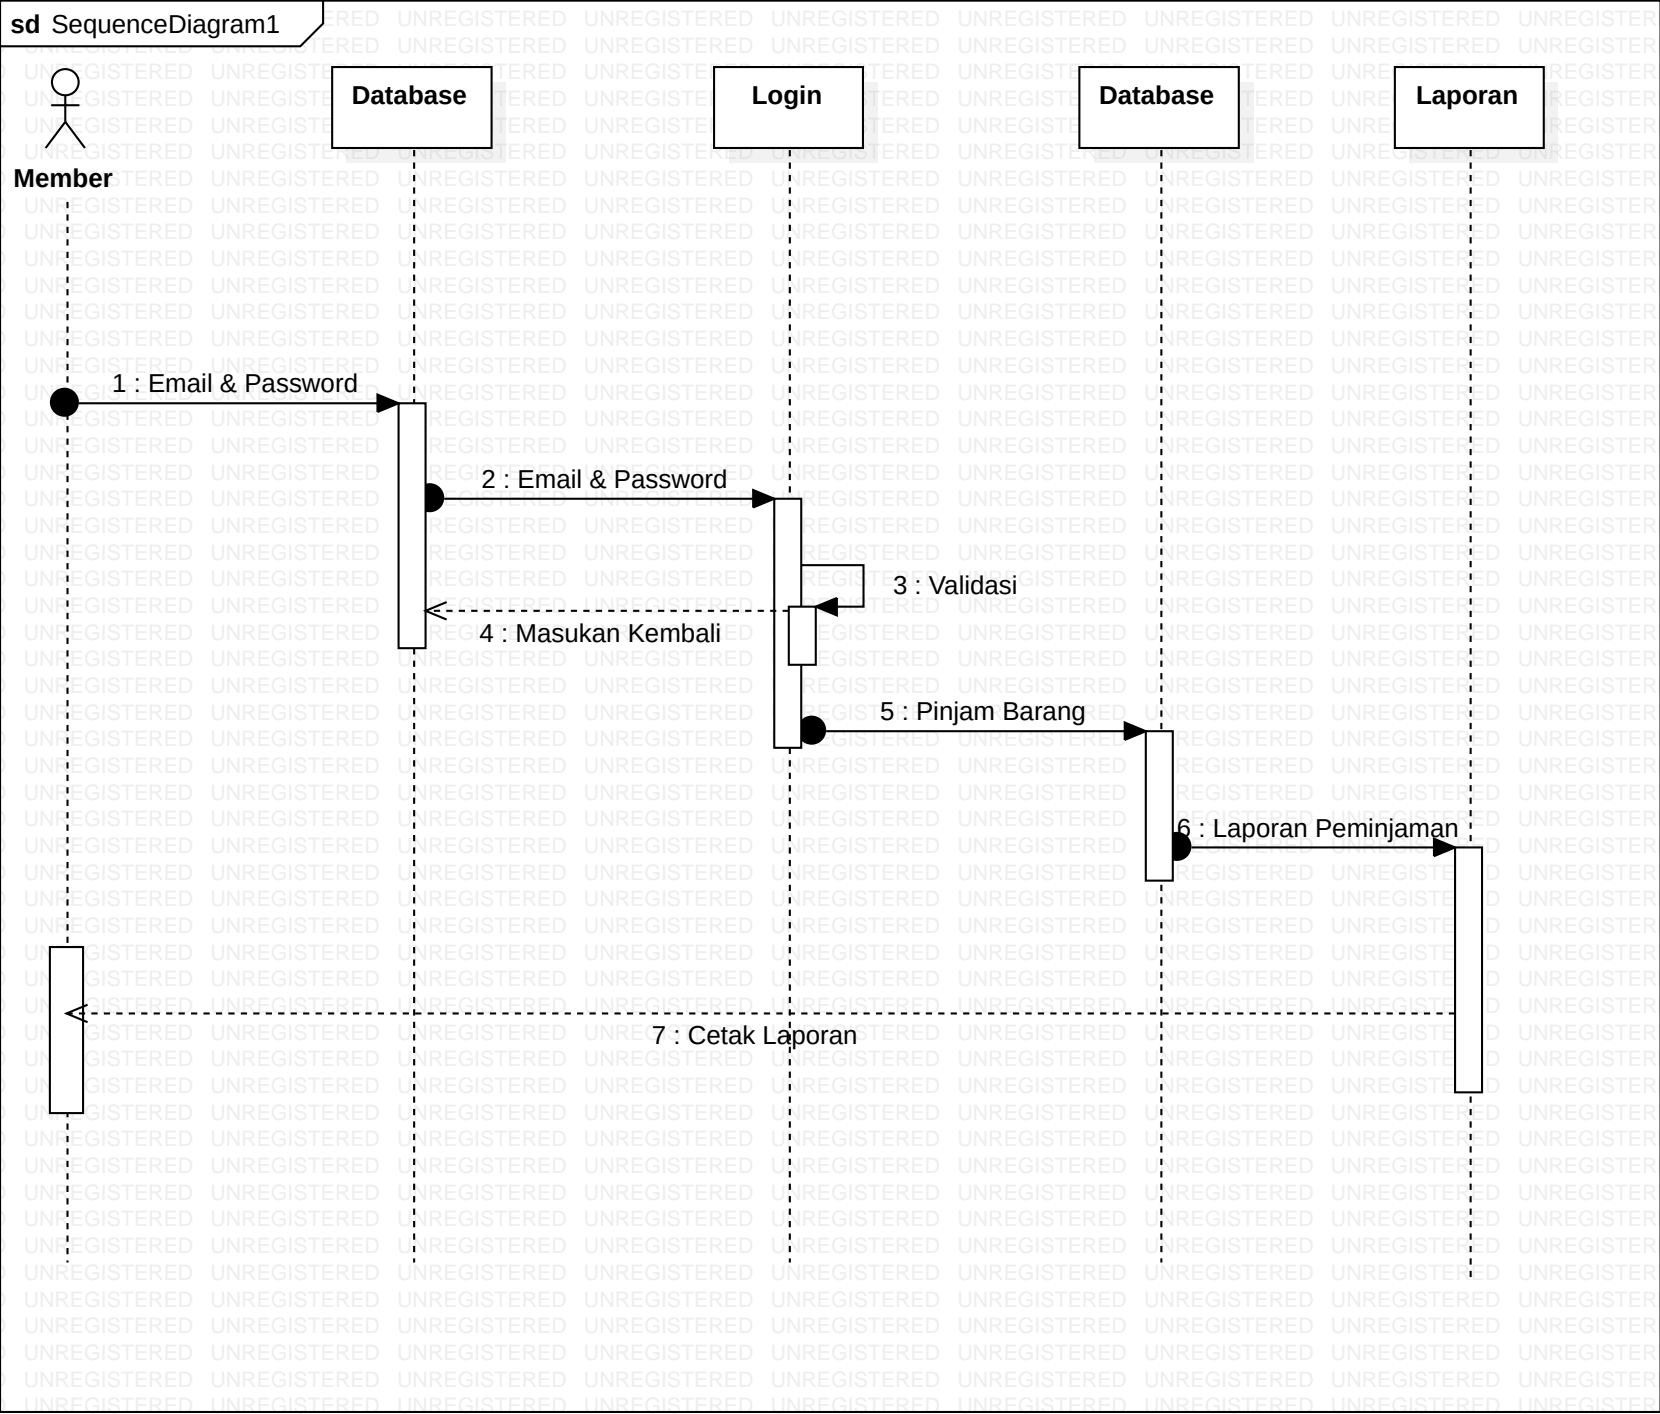 sd SequenceDiagram1
Database
Login
Database
Laporan
Member
1 : Email & Password
2 : Email & Password
3 : Validasi
4 : Masukan Kembali
5 : Pinjam Barang
6 : Laporan Peminjaman
7 : Cetak Laporan
UNREGISTERED